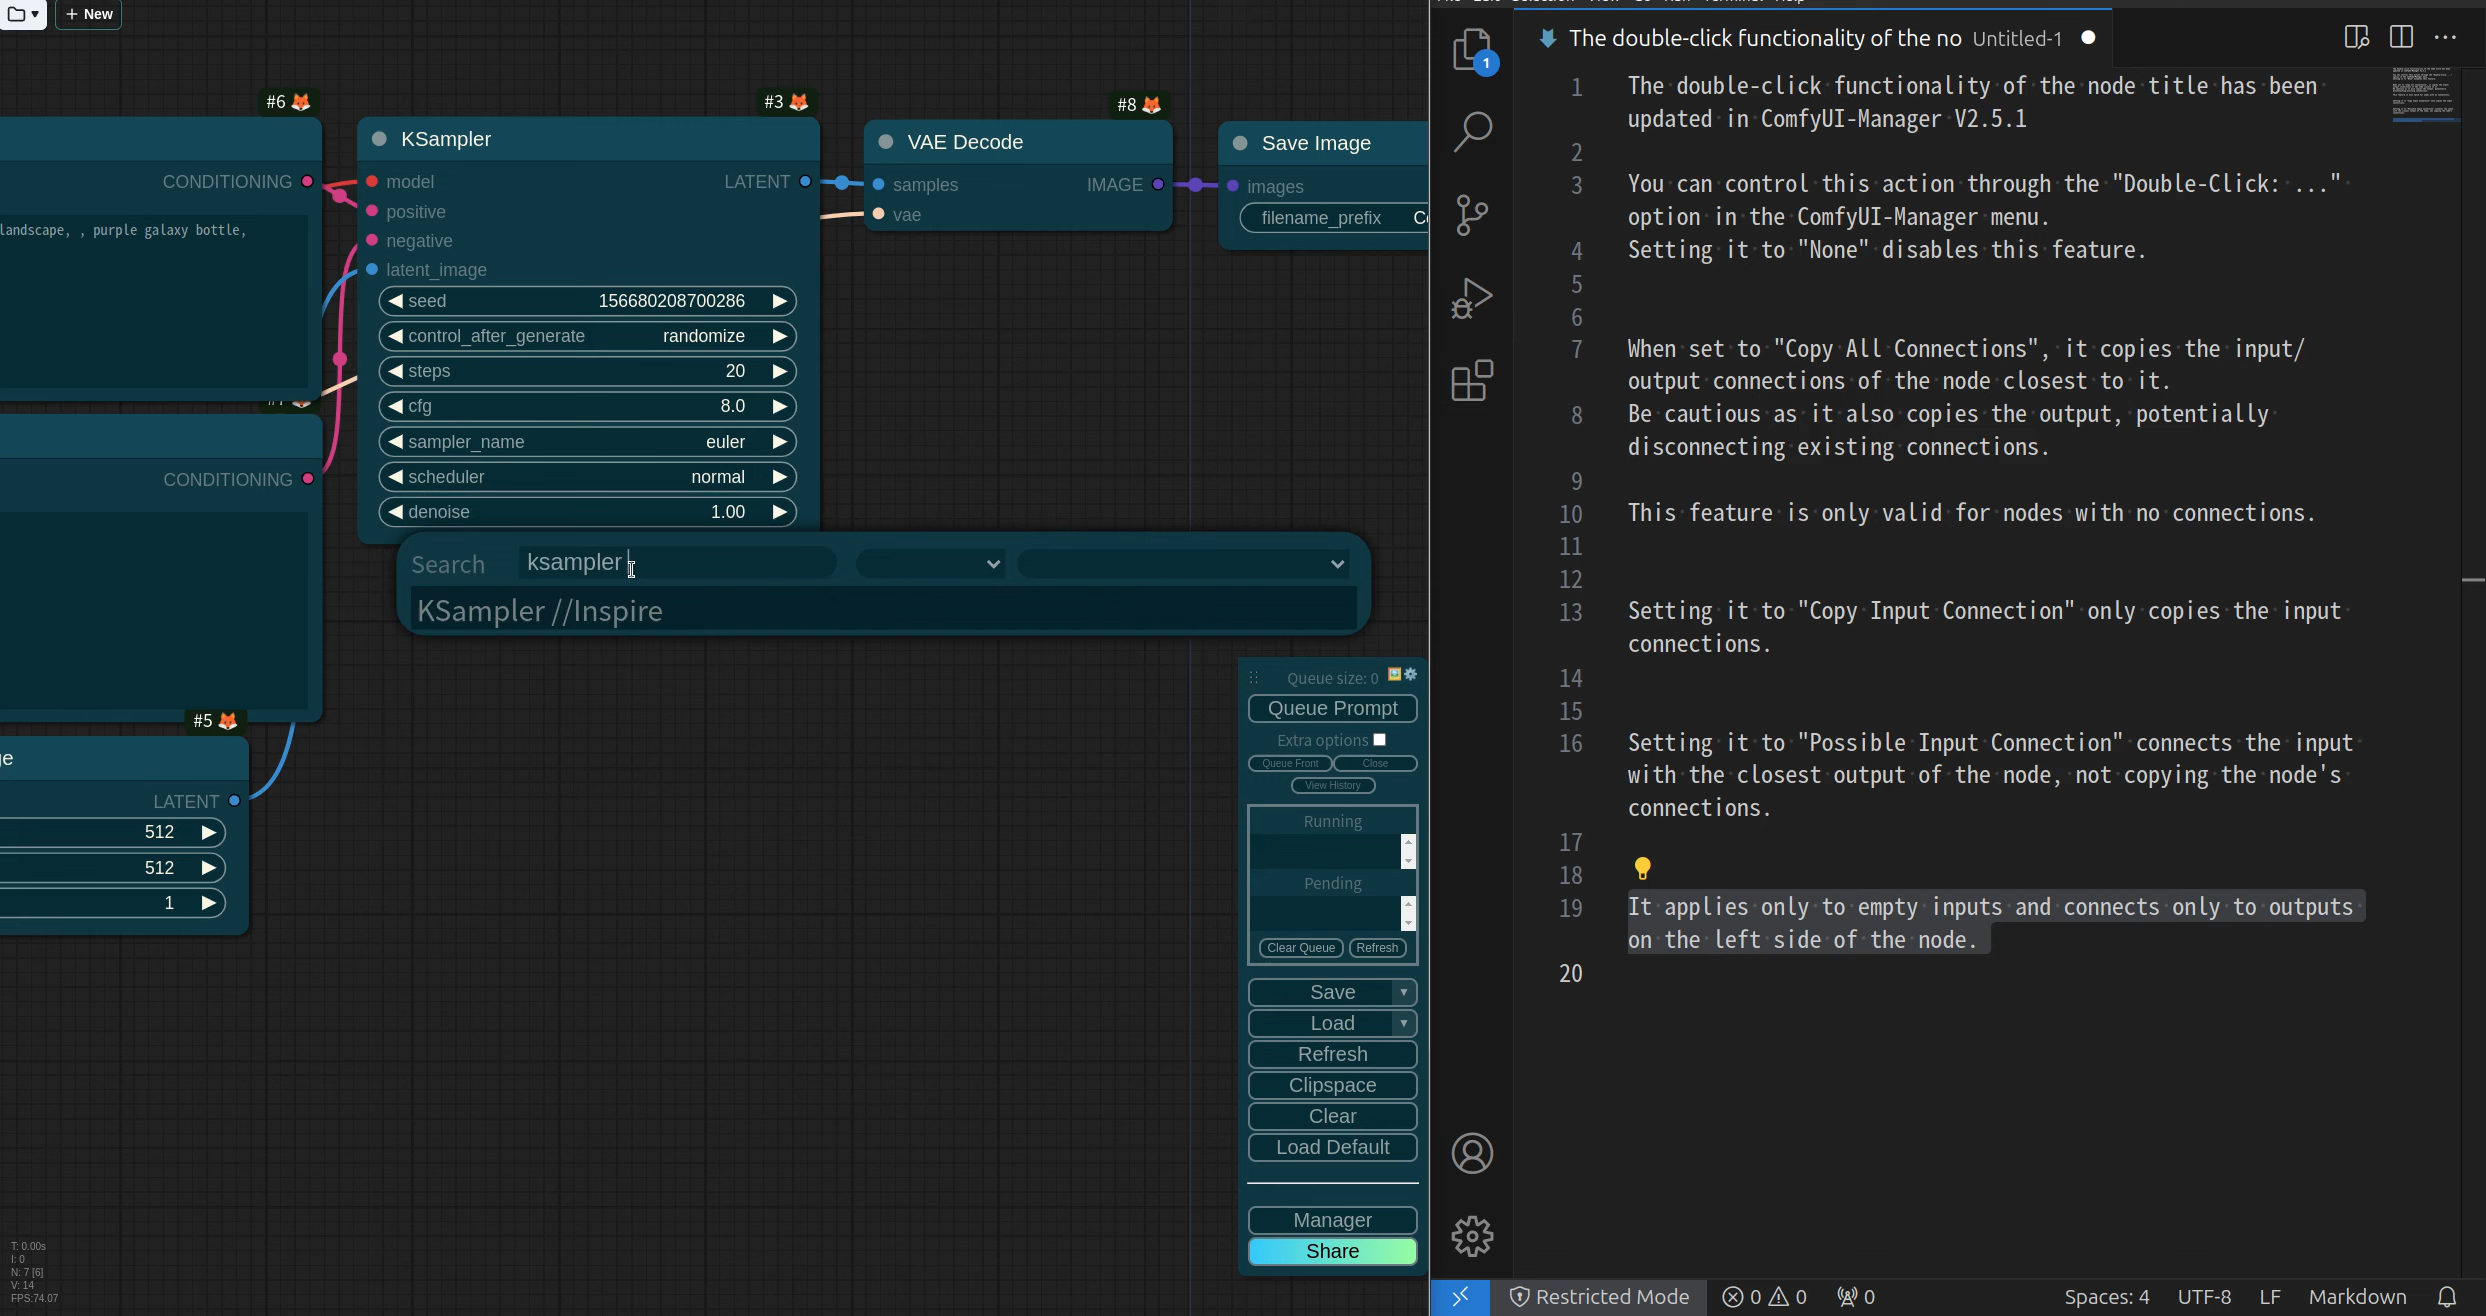 + New
#6
CONDITIONING
landscape, , purple galaxy bottle,
CONDITIONING
#5
ge
LATENT
512
512
1
#3
KSampler
model
LATENT
positive
negative
latent_image
seed 156680208700286
control_after_generate randomize
steps 20
cfg 8.0
sampler_name euler
scheduler normal
denoise 1.00
#8
VAE Decode
samples IMAGE
vae
Save Image
images
filename_prefix
Search ksampler
KSampler //Inspire
Queue size: 0
Queue Prompt
Extra options
Queue Front Close
View History
Running
Pending
Clear Queue Refresh
Save
Load
Refresh
Clipspace
Clear
Load Default
Manager
Share
T: 0.00s
I: 0
N: 7 [6]
V: 14
FPS:74.07
1
The double-click functionality of the no Untitled-1
1 The double-click functionality of the node title has been
updated in ComfyUI-Manager V2.5.1
2
3 You can control this action through the "Double-Click: ..."
option in the ComfyUI-Manager menu.
4 Setting it to "None" disables this feature.
5
6
7 When set to "Copy All Connections", it copies the input/
output connections of the node closest to it.
8 Be cautious as it also copies the output, potentially
disconnecting existing connections.
9
10 This feature is only valid for nodes with no connections.
11
12
13 Setting it to "Copy Input Connection" only copies the input
connections.
14
15
16 Setting it to "Possible Input Connection" connects the input
with the closest output of the node, not copying the node's
connections.
17
18
19 It applies only to empty inputs and connects only to outputs
on the left side of the node.
20
Restricted Mode 0 0 0 Spaces: 4 UTF-8 LF Markdown